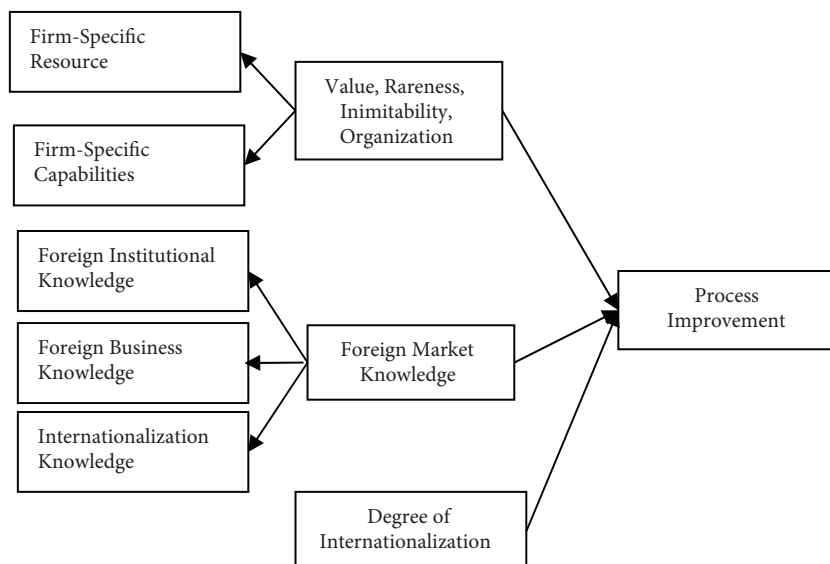 Firm-Specific
Resource
Value, Rareness,
Inimitability,
Organization
Firm-Specific
Capabilities
Foreign Institutional
Knowledge
Process
Improvement
Foreign Business
Knowledge
Foreign Market
Knowledge
Internationalization
Knowledge
Degree of
Internationalization